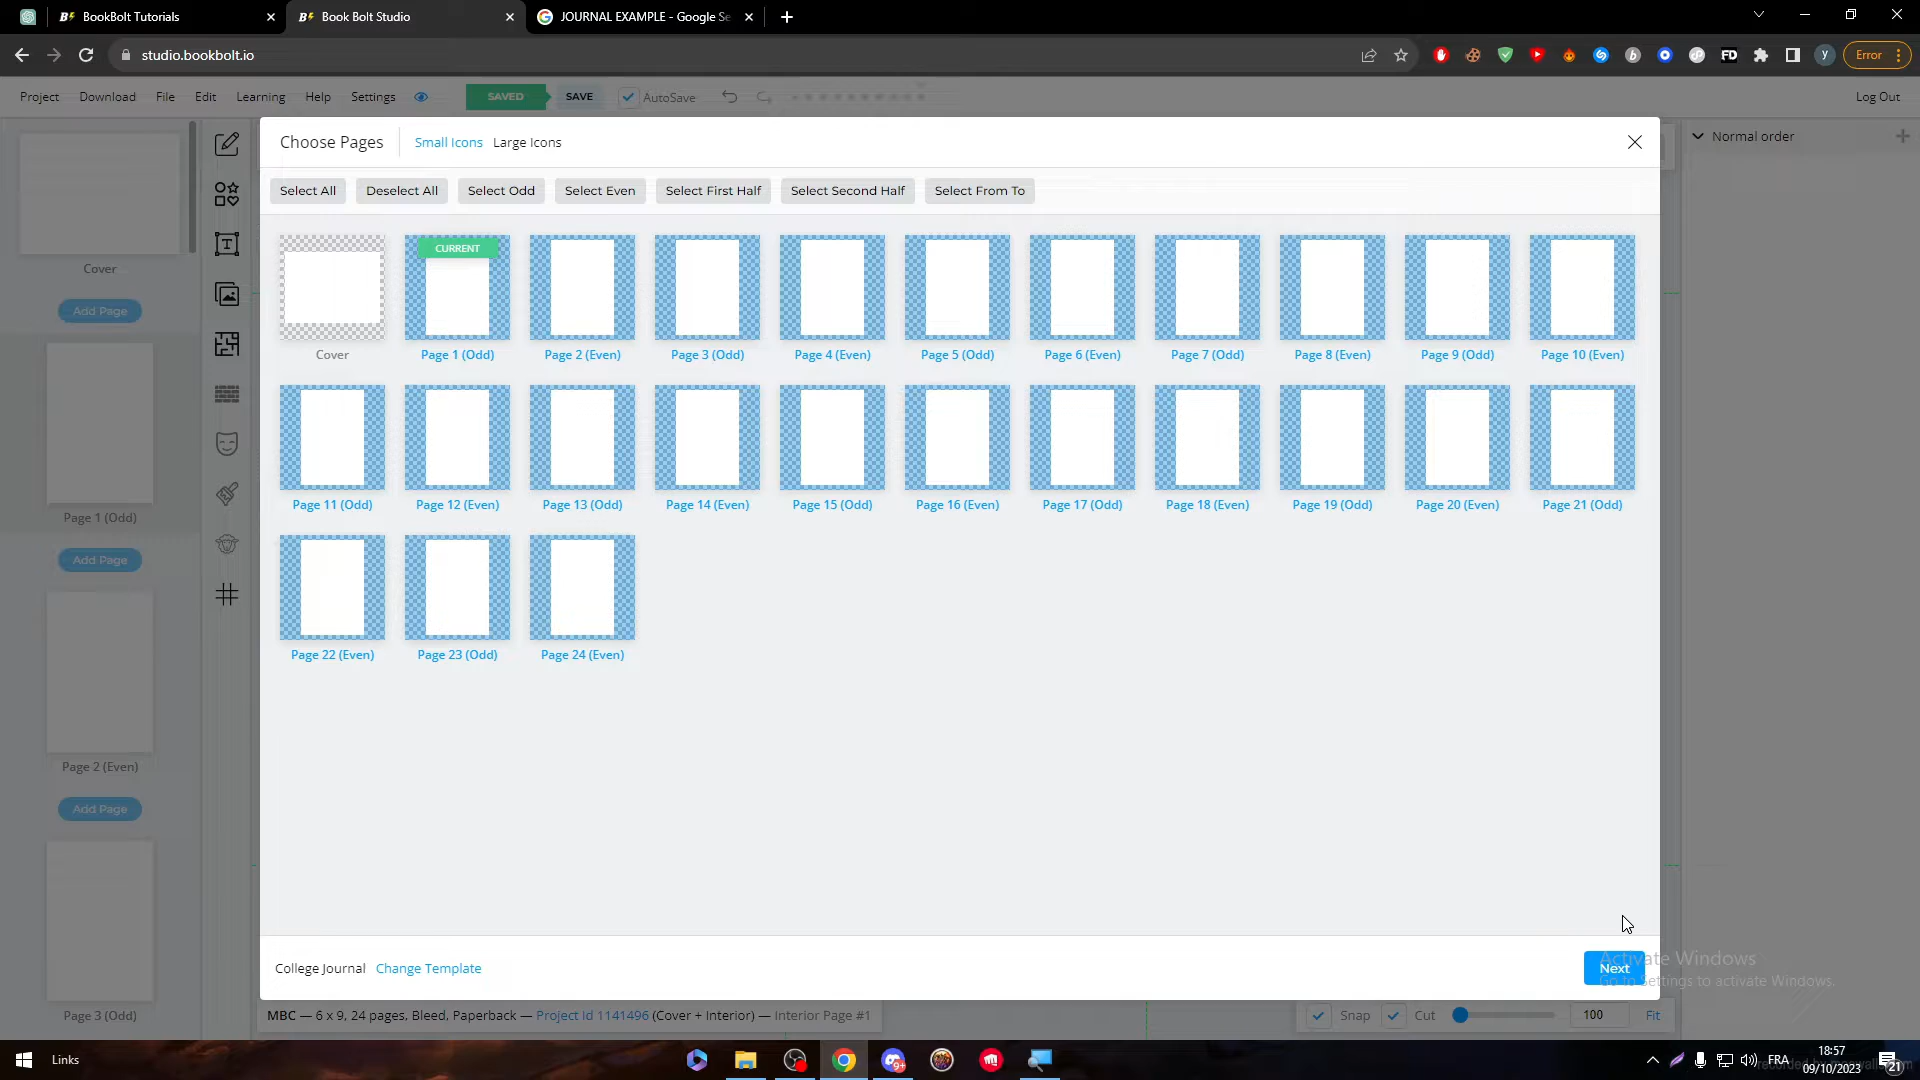 BookBolt Tutorials
Book Bolt Studio
JOURNAL EXAMPLE - Google Se
studio.bookbolt.io
FD
y
Error
Project Download File Edit Learning Help Settings
SAVED
SAVE
AutoSave
Log Out
Choose Pages
Small Icons Large Icons
Normal order
Select All
Deselect All
Select Odd
Select Even
Select First Half
Select Second Half
Select From To
CURRENT
Cover
Page 1 (Odd)
Page 2 (Even)
Page 3 (Odd)
Page 4 (Even)
Page 5 (Odd)
Page 6 (Even)
Page 7 (Odd)
Page 8 (Even)
Page 9 (Odd)
Page 10 (Even)
Page 11 (Odd)
Page 12 (Even)
Page 13 (Odd)
Page 14 (Even)
Page 15 (Odd)
Page 16 (Even)
Page 17 (Odd)
Page 18 (Even)
Page 19 (Odd)
Page 20 (Even)
Page 21 (Odd)
Page 22 (Even)
Page 23 (Odd)
Page 24 (Even)
Cover
Add Page
Page 1 (Odd)
Add Page
Page 2 (Even)
Add Page
Page 3 (Odd)
College Journal Change Template
Next
Activate Windows
Go to Settings to activate Windows.
MBC — 6 x 9, 24 pages, Bleed, Paperback — Project Id 1141496 (Cover + Interior) — Interior Page #1
Snap
Cut
100
Fit
Links
FRA
18:57
09/10/2023
21